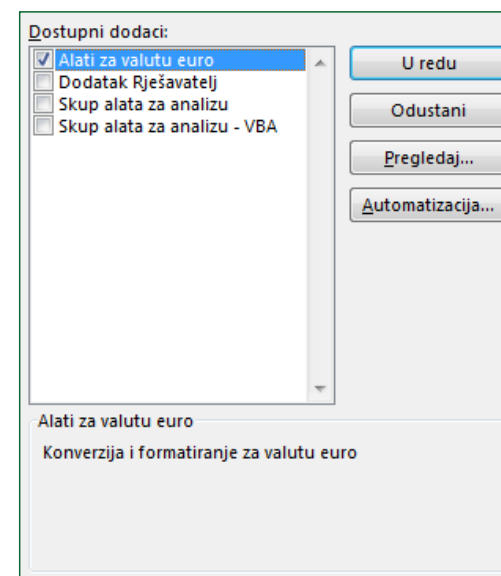 Dostupni dodaci:
Alati za valutu euro
Dodatak Rješavatelj
Skup alata za analizu
Skup alata za analizu - VBA
U redu
Odustani
Pregledaj...
Automatizacija...
Alati za valutu euro
Konverzija i formatiranje za valutu euro